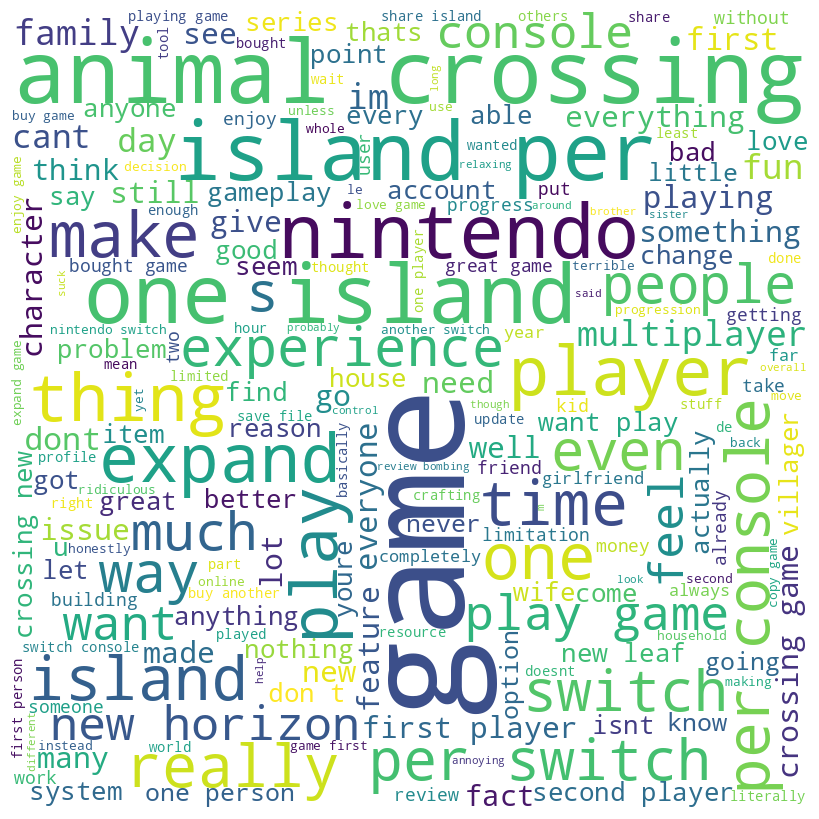 playing game
share island
others
share
family
tool
see
series
thats
console
first
without
bought
animal crossing
point
wait
long
buy game
anyone
unless
im
use
every
able
everything
least
love
cant
day
enjoy
whole
island per
user
wanted
relaxing
bad
fun
enjoy game
think
decision
say
still
gameplay
le
account
put
little
playing
love game
progress
around
brother
sister
something
character
make
enough
give
nintendo
good
bought game
seem
thought
one player
great game
terrible
change
done
suck
one
s
island
said
people
progression
getting
nintendo switch
hour
probably
another switch
year
multiplayer
expand game
problem
two
experience
mean
limited
house
need
player
far
take
overall
move
thing
yet
find
go
game
kid
stuff
though
control
save file
update
want play
de
back
dont
item
reason
profile
expand
basically
well
even
villager
review bombing
friend
girlfriend
actually
got
ridiculous
right
great
better
play
feature everyone
crafting
never
time
m
feel
already
per console
copy game
crossing new
issue
u
honestly
much
lot
youre
completely
limitation
one
look
money
second
let
way
part
online
buy another
building
want
anything
wife
come
always
household
played
resource
play game
made
nothing
switch console
new
option
new leaf
doesnt
making
going
crossing game
island
don t
help
switch
someone
first person
different
instead
new horizon
world
game first
first player
isnt
know
many
really
per switch
annoying
work
system
one person
review
fact
second player
literally